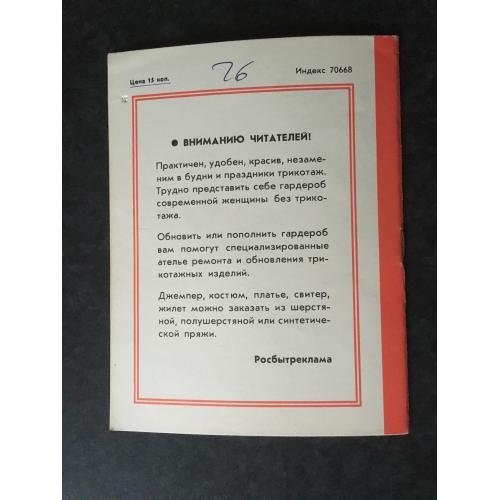 Цена 15 коп.
76
Индекс 70668
● ВНИМАНИЮ ЧИТАТЕЛЕЙ!
Практичен, удобен, красив, незаме-
ним в будни и праздники трикотаж.
Трудно представить себе гардероб
современной женщины без трико-
тажа.
Обновить или пополнить гардероб
вам помогут специализированные
ателье ремонта и обновления три-
котажных изделий.
Джемпер, костюм, платье, свитер,
жилет можно заказать из шерстя-
ной, полушерстяной или синтетиче-
ской пряжи.
Росбытреклама